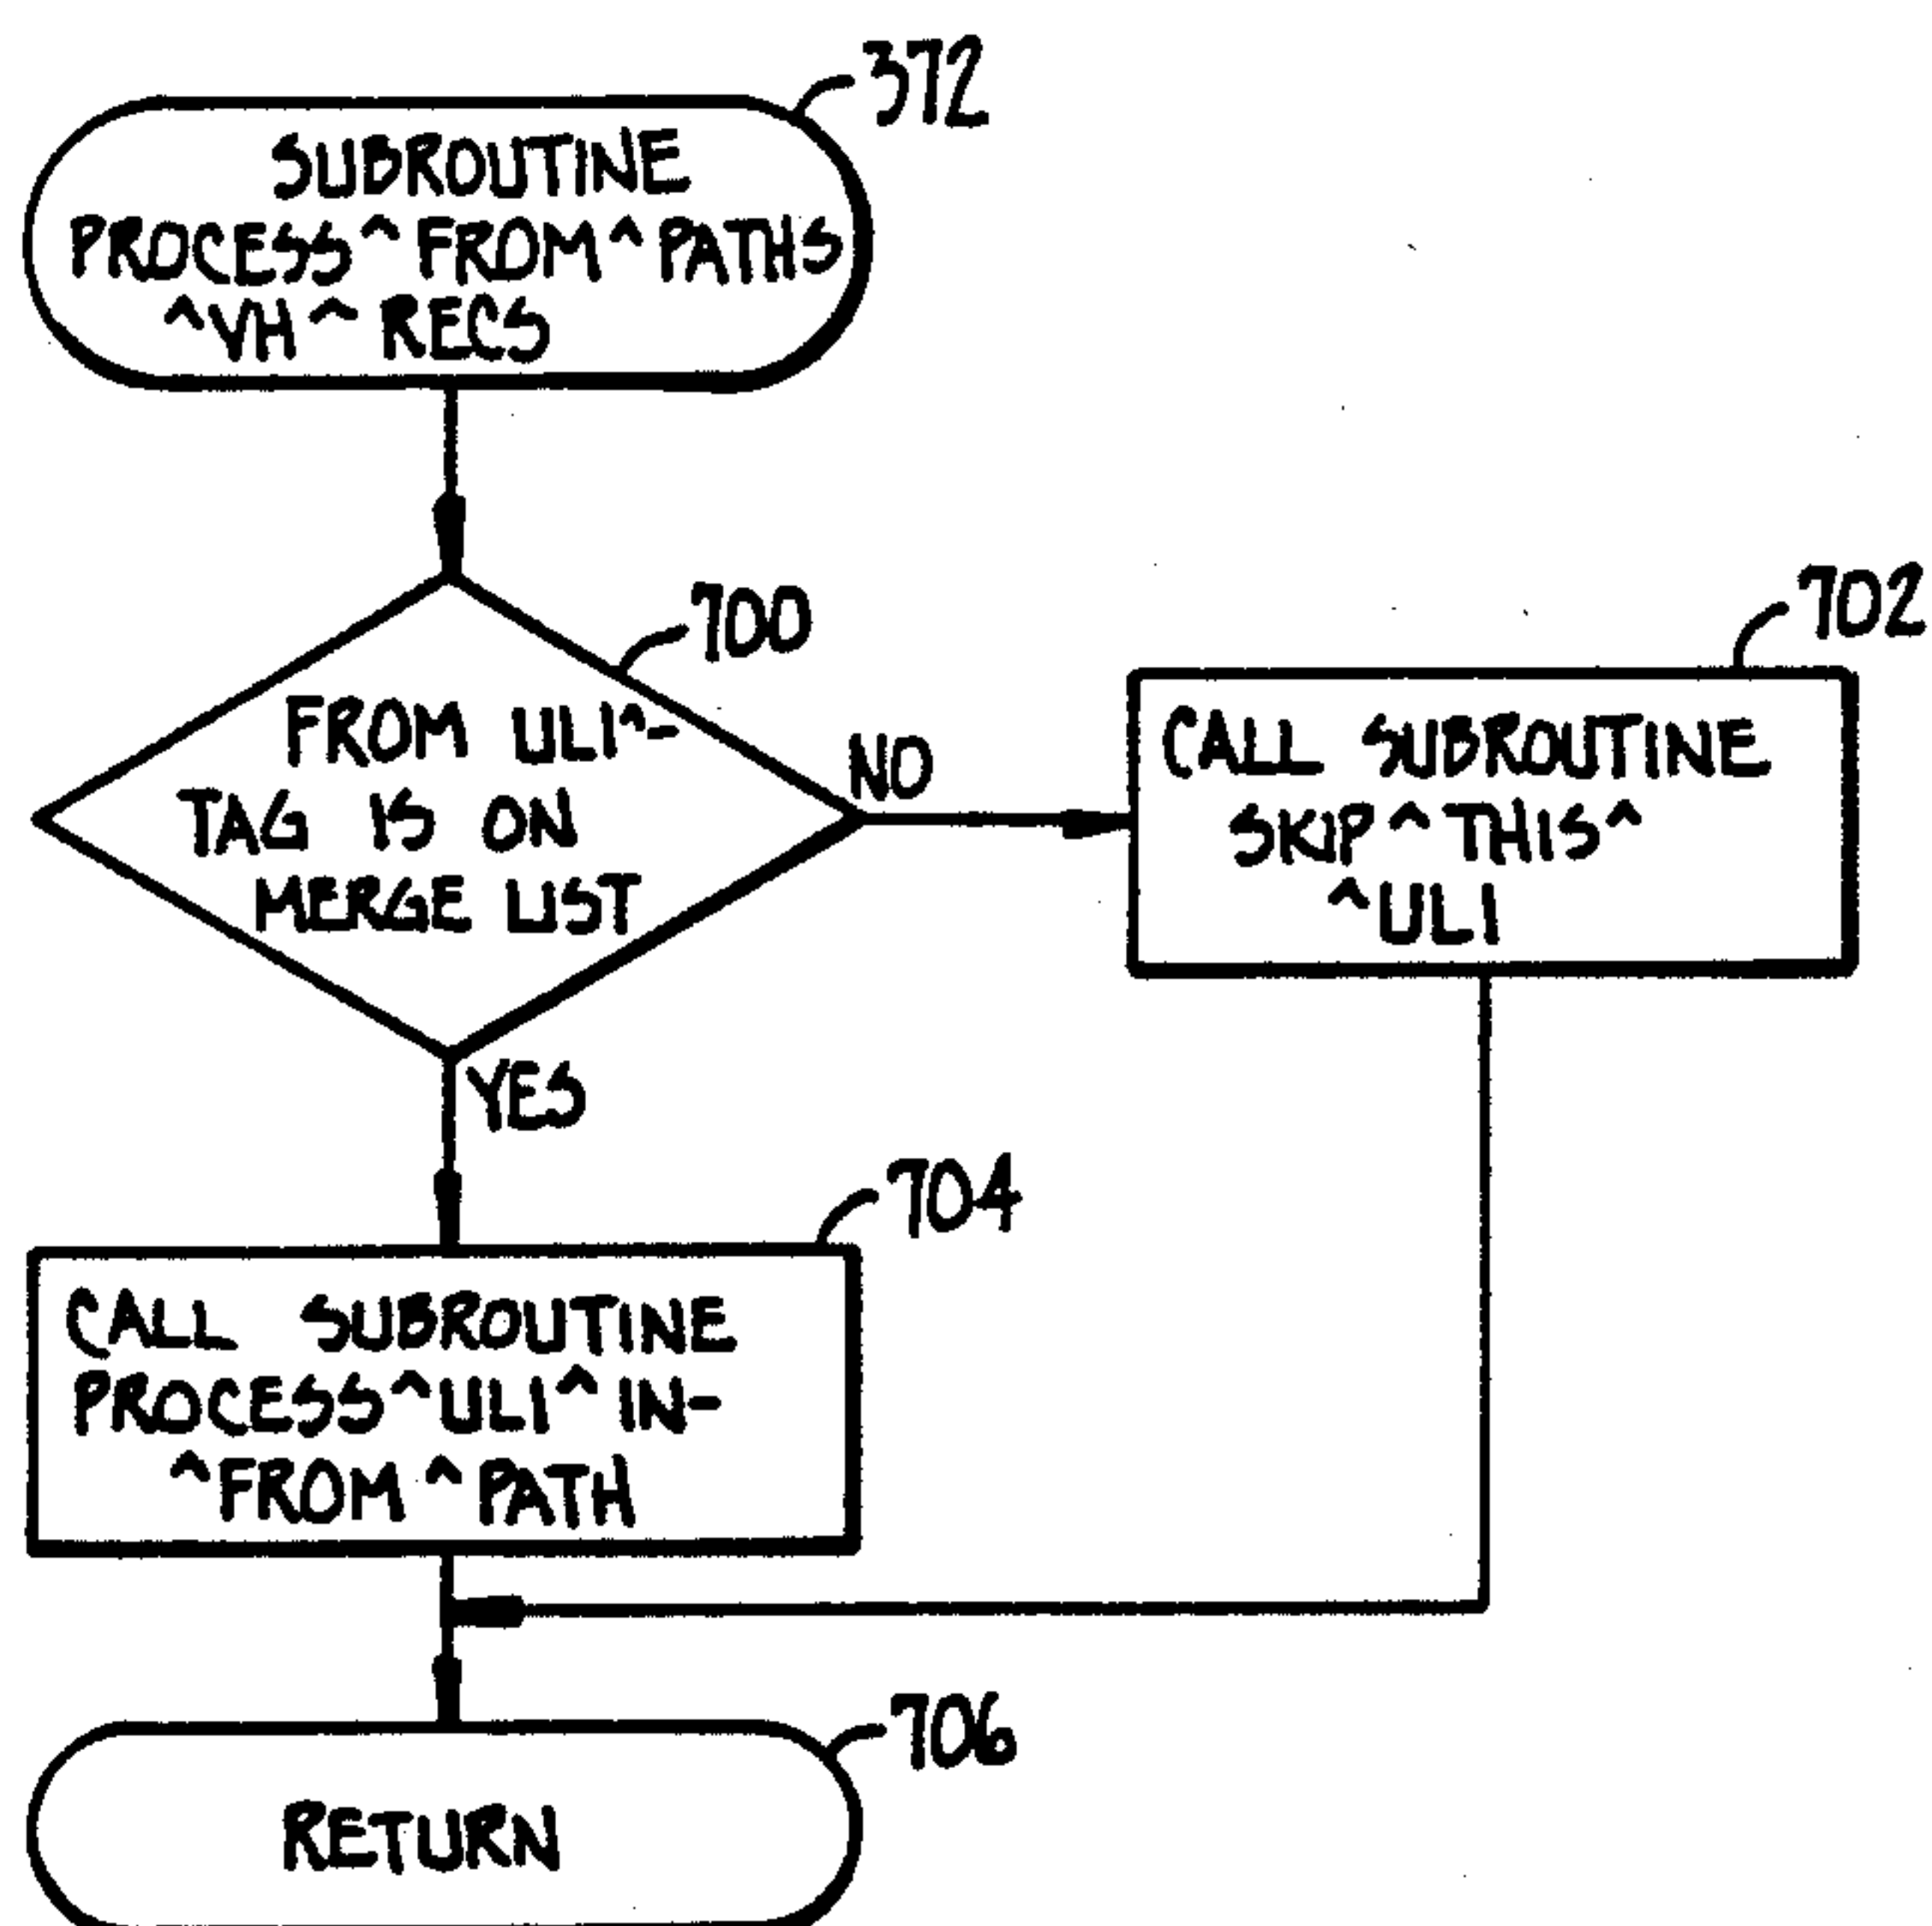 372
SUBROUTINE
PROCESS^FROM^PATHS
^VH^RECS
700
FROM ULI^-
TAG IS ON
MERGE LIST
NO
702
CALL SUBROUTINE
SKIP^THIS^
^ULI
YES
704
CALL SUBROUTINE
PROCESS^ULI^IN-
^FROM^PATH
706
RETURN